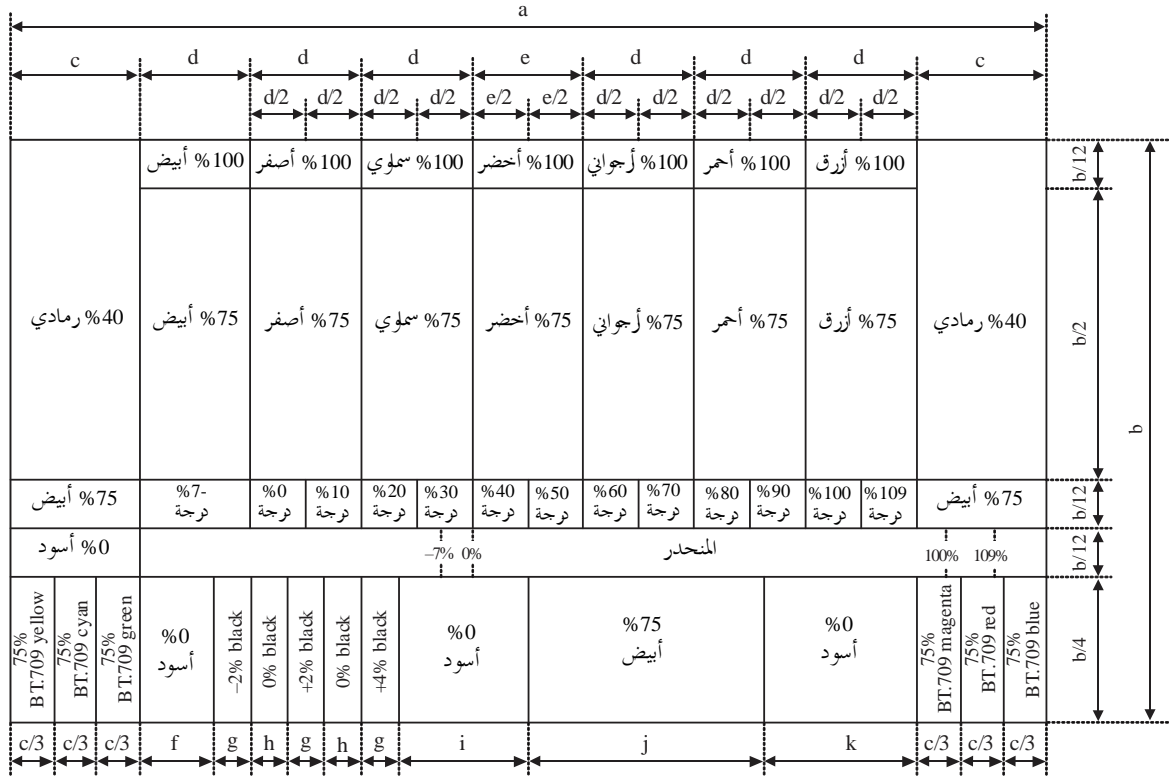 a
c d d d e d d d c
d/2 d/2 d/2 d/2 e/2 e/2 d/2 d/2 d/2 d/2 d/2 d/2
%100 أبيض %100 أصفر %100 سماوي %100 أخضر %100 أرجواني %100 أحمر %100 أزرق
b/12
%40 رمادي %75 أبيض %75 أصفر %75 سماوي %75 أخضر %75 أرجواني %75 أحمر %75 أزرق %40 رمادي
b/2
b
%75 أبيض
%7- درجة
%0 درجة
%10 درجة
%20 درجة
%30 درجة
%40 درجة
%50 درجة
%60 درجة
%70 درجة
%80 درجة
%90 درجة
%100 درجة
%109 درجة
%75 أبيض
b/12
%0 أسود –7% 0% المنحدر 100% 109%
b/12
75%
BT.709 yellow
75%
BT.709 cyan
75%
BT.709 green
%0
أسود
–2% black
0% black
+2% black
0% black
+4% black
%0
أسود
%75
أبيض
%0
أسود
75%
BT.709 magenta
75%
BT.709 red
75%
BT.709 blue
b/4
c/3 c/3 c/3 f g h g h g i j k c/3 c/3 c/3